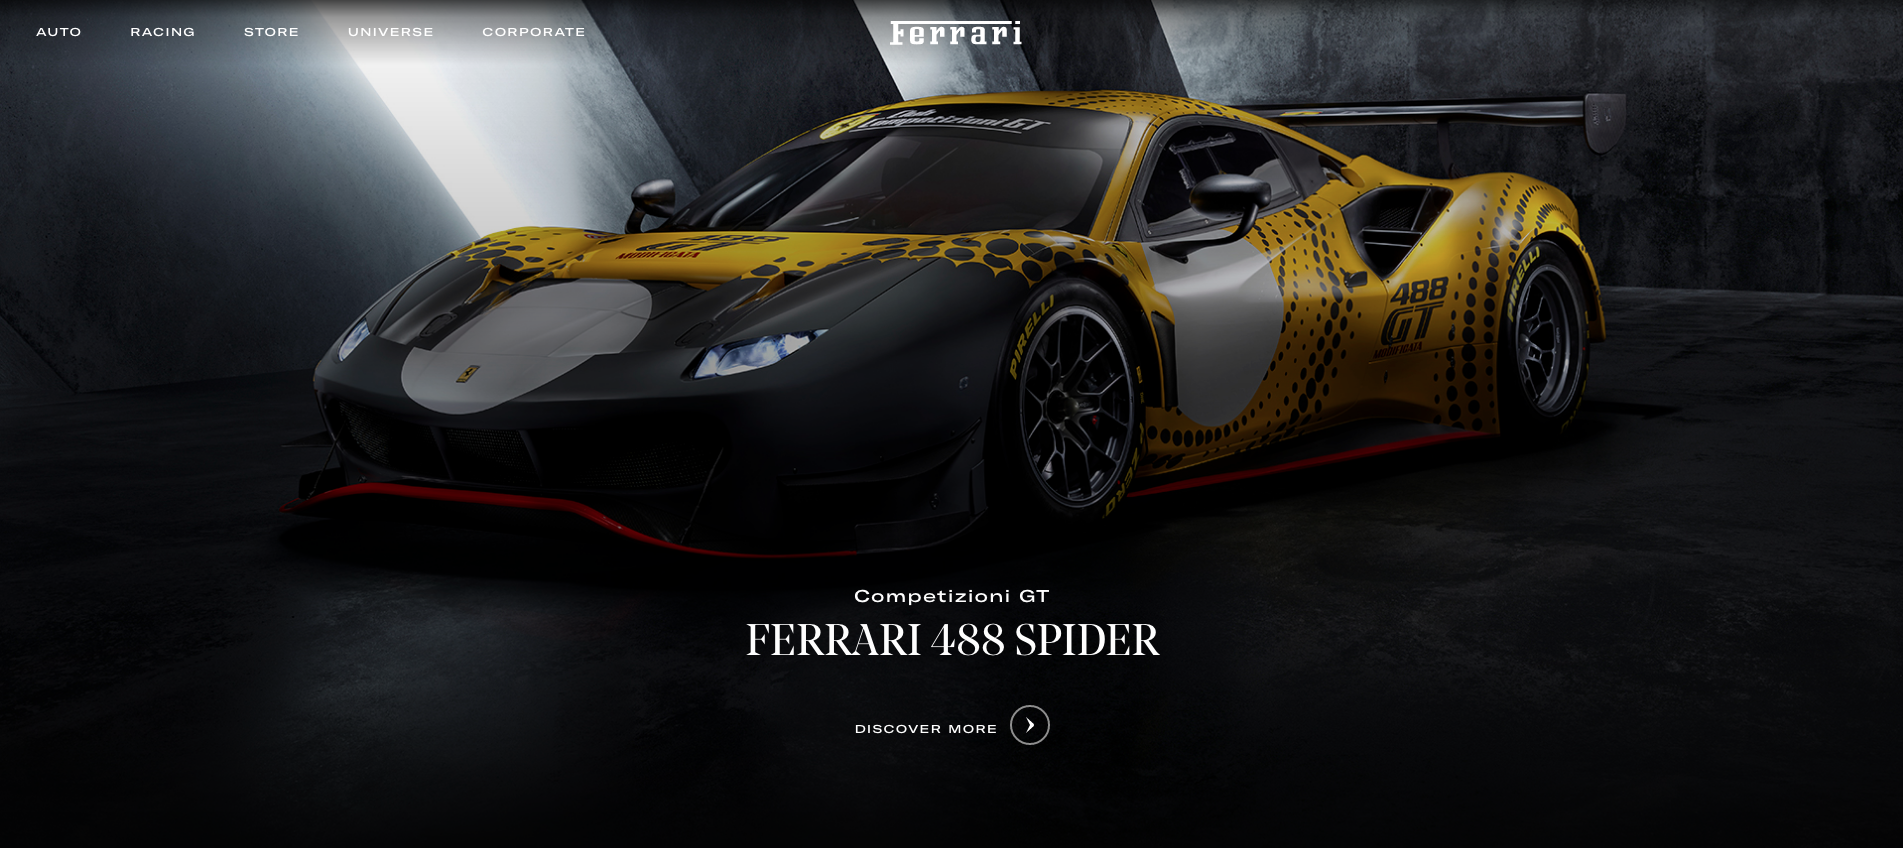 AUTO RACING STORE UNIVERSE CORPORATE
Ferrari
Club
Competizioni GT
488
GT
MODIFICATA
488
GT
MODIFICATA
PIRELLI
PIRELLI
ZERO
Competizioni GT
FERRARI 488 SPIDER
DISCOVER MORE